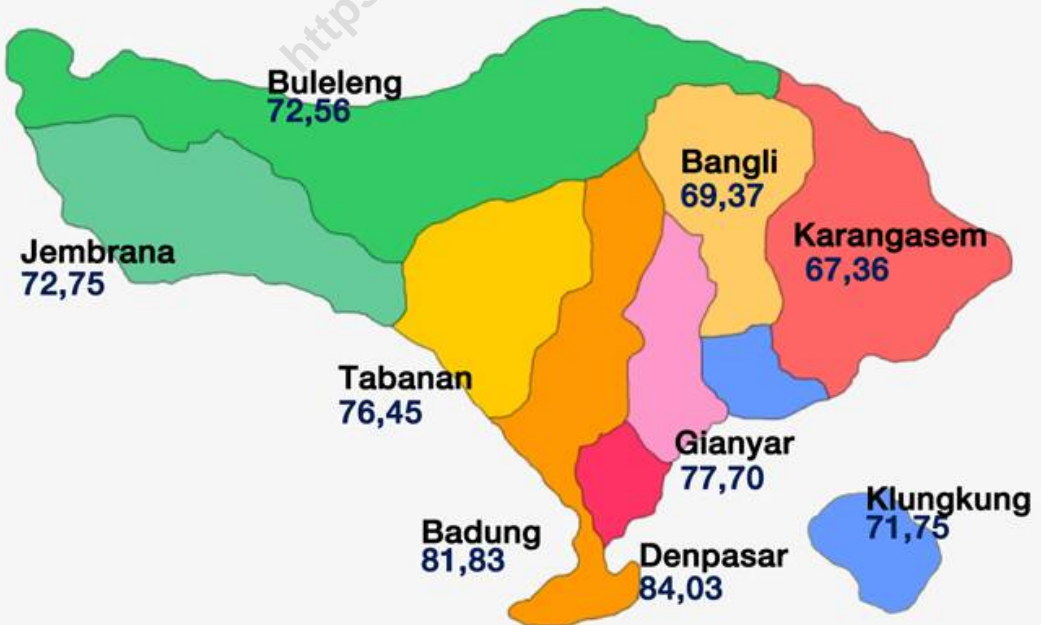 https
Buleleng
72,56
Bangli
69,37
Karangasem
67,36
Jembrana
72,75
Tabanan
76,45
Gianyar
77,70
Klungkung
71,75
Badung
81,83
Denpasar
84,03